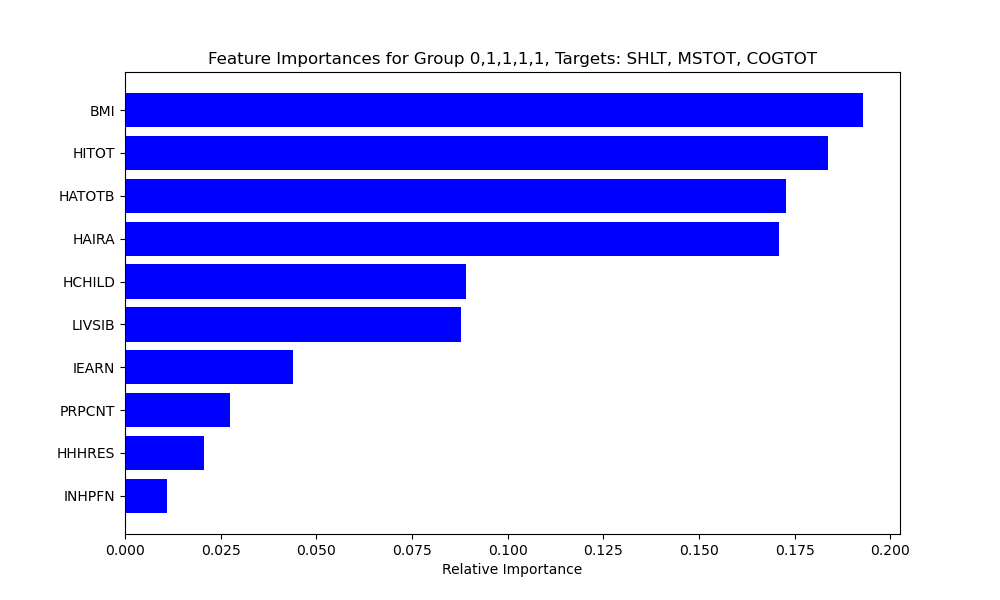 Feature Importances for Group 0,1,1,1,1, Targets: SHLT, MSTOT, COGTOT
BMI
HITOT
HATOTB
HAIRA
HCHILD
LIVSIB
IEARN
PRPCNT
HHHRES
INHPFN
0.000 0.025 0.050 0.075 0.100 0.125 0.150 0.175 0.200
Relative Importance